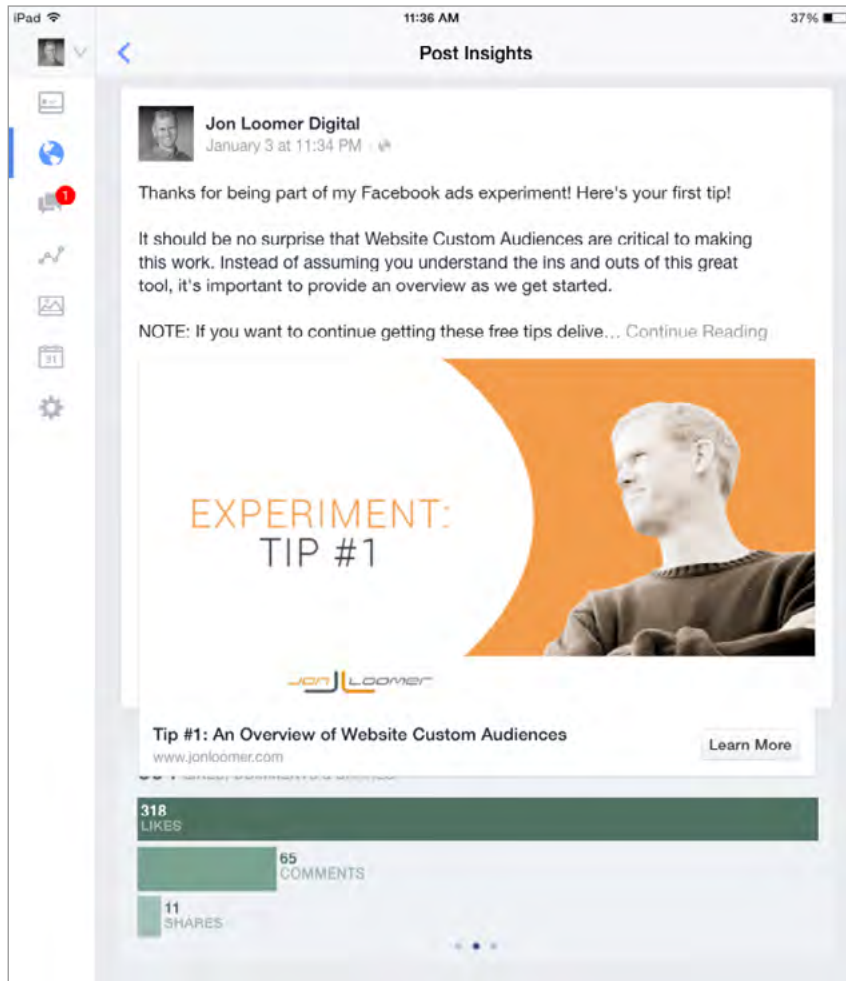 iPad
11:36 AM
37%
Post Insights
Jon Loomer Digital
January 3 at 11:34 PM
1
Thanks for being part of my Facebook ads experiment! Here's your first tip!
It should be no surprise that Website Custom Audiences are critical to making
this work. Instead of assuming you understand the ins and outs of this great
tool, it's important to provide an overview as we get started.
NOTE: If you want to continue getting these free tips delive… Continue Reading
31
EXPERIMENT:
TIP #1
JON LOOMER
Tip #1: An Overview of Website Custom Audiences
www.jonloomer.com
Learn More
318
LIKES
65
COMMENTS
11
SHARES